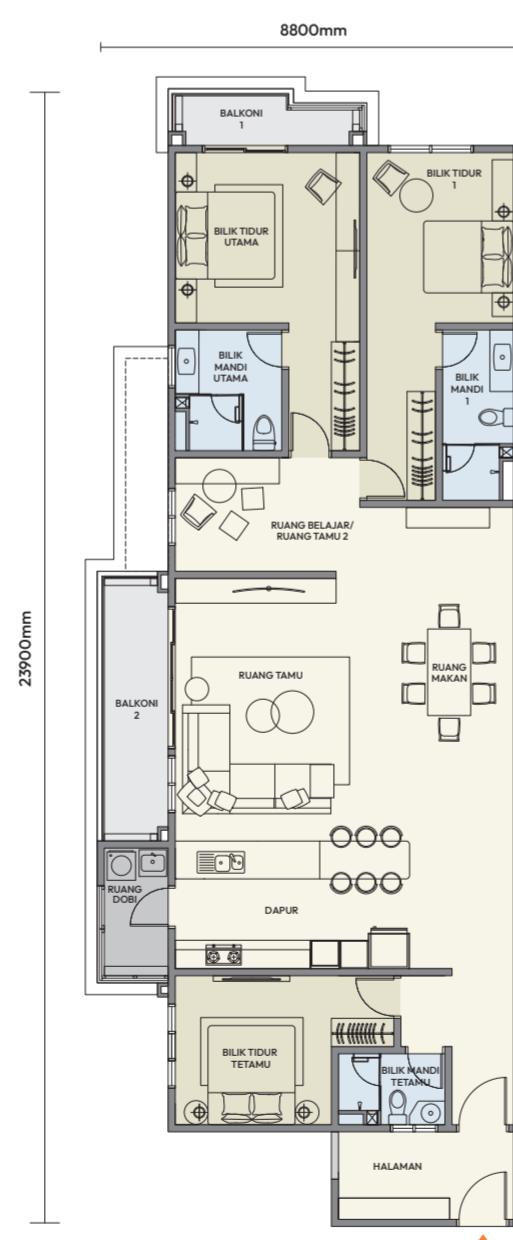 8800mm
BALKONI
1
BILIK TIDUR
1
BILIK TIDUR
UTAMA
BILIK
MANDI
UTAMA
BILIK
MANDI
1
RUANG BELAJAR/
RUANG TAMU 2
23900mm
RUANG TAMU
RUANG
MAKAN
BALKONI
2
RUANG
DOBI
DAPUR
BILIK TIDUR
TETAMU
BILIK MANDI
TETAMU
HALAMAN